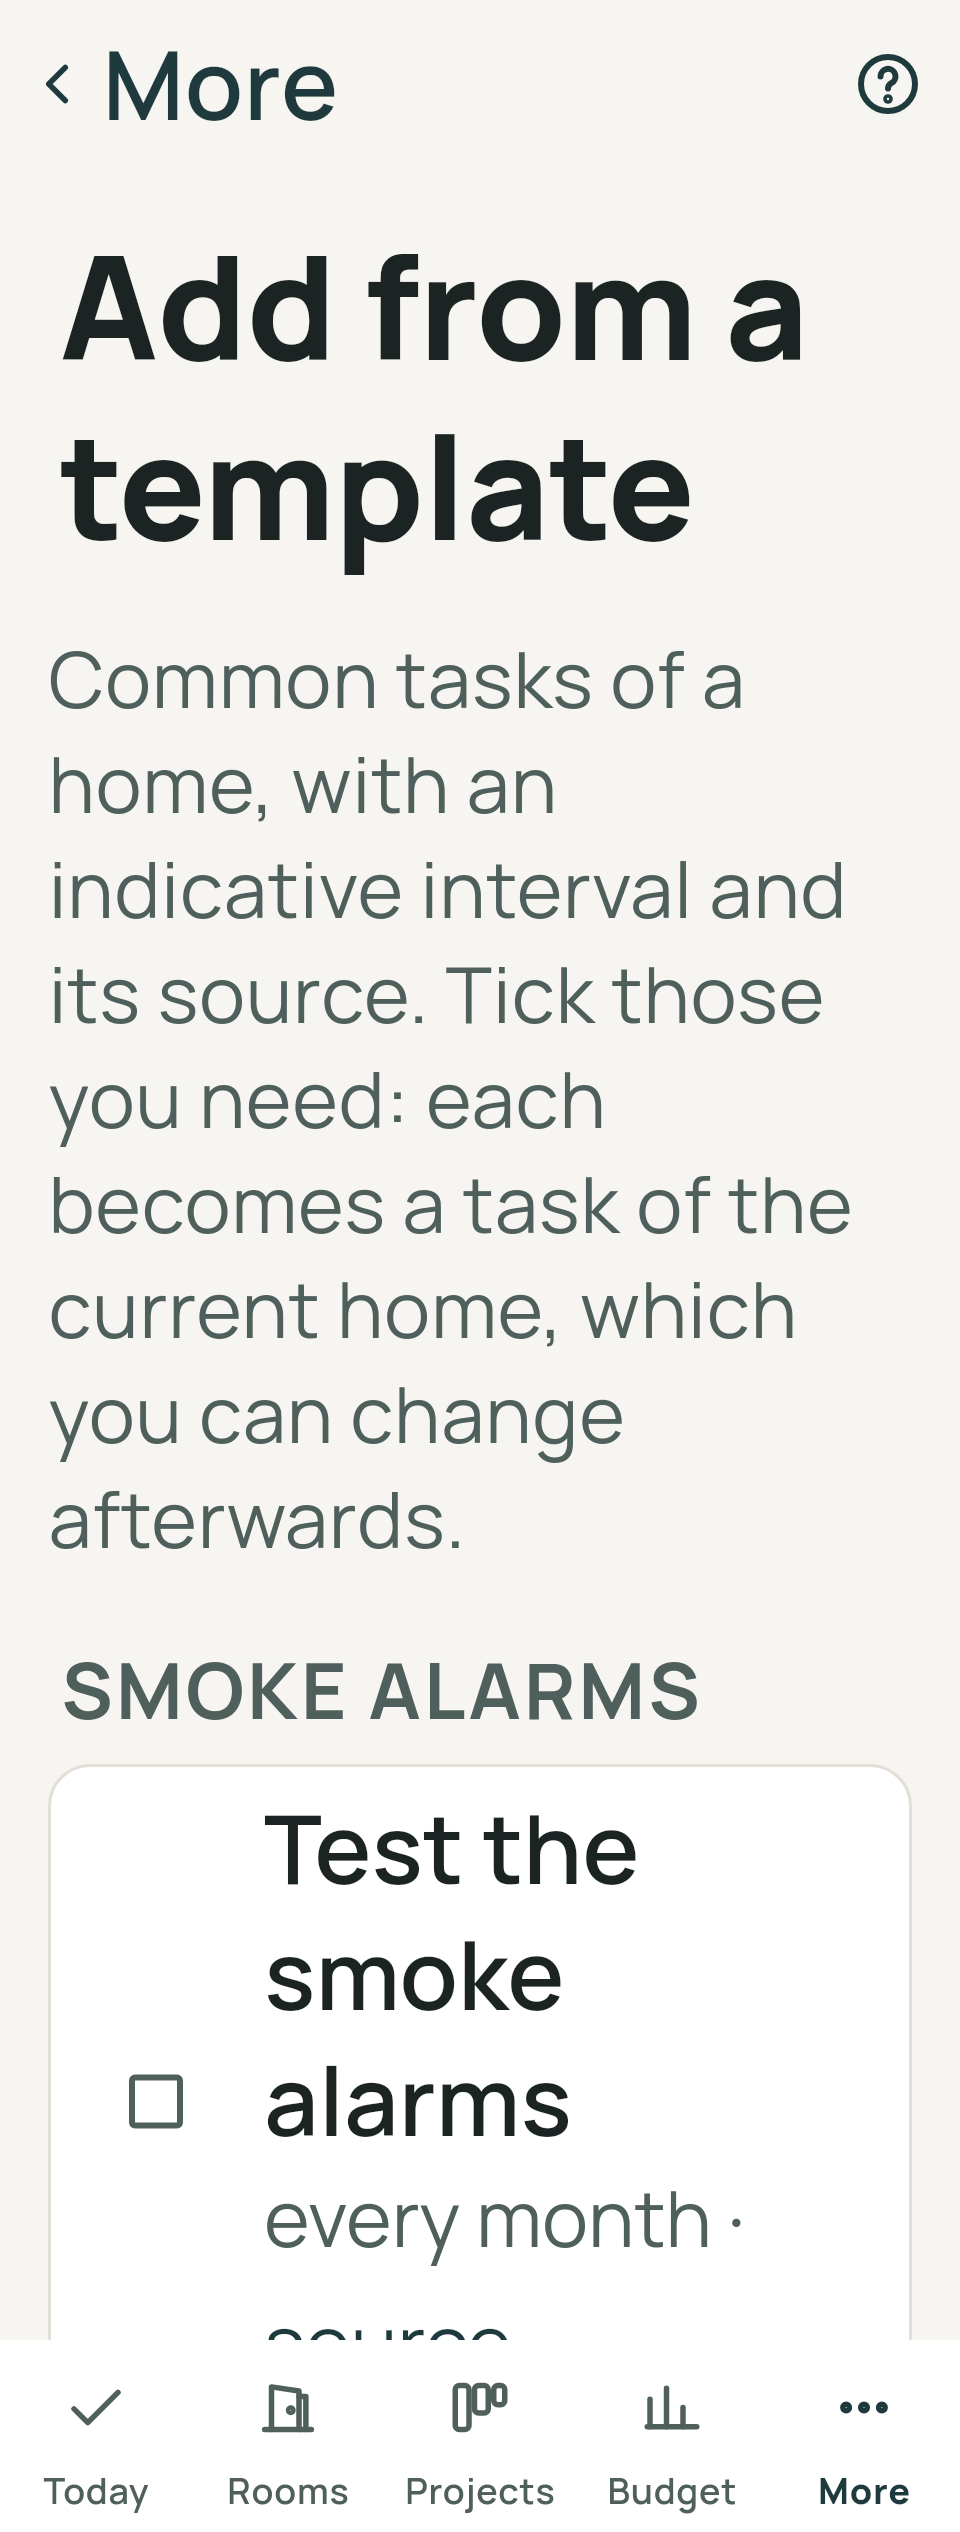 More
Add from a
template
Common tasks of a
home, with an
indicative interval and
its source. Tick those
you need: each
becomes a task of the
current home, which
you can change
afterwards.
SMOKE ALARMS
Test the
smoke
alarms
every month ·
source
Today
Rooms
Projects
Budget
More